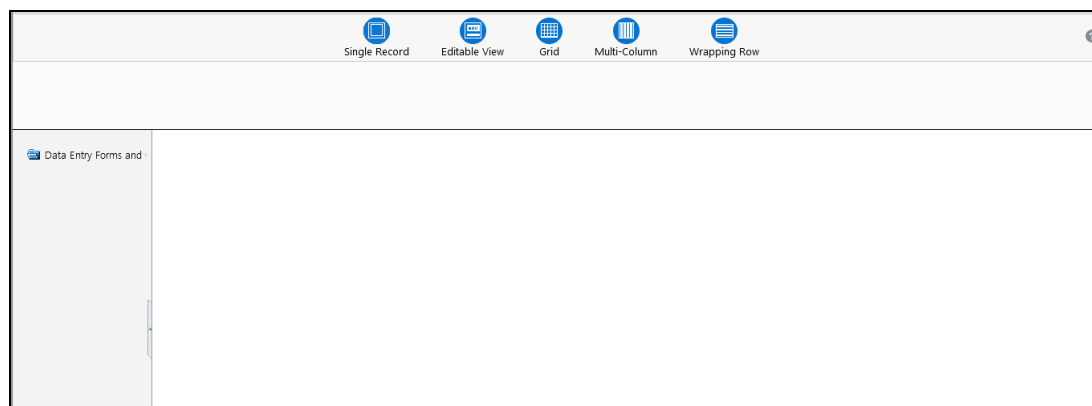 Single Record Editable View Grid Multi-Column Wrapping Row
Data Entry Forms and